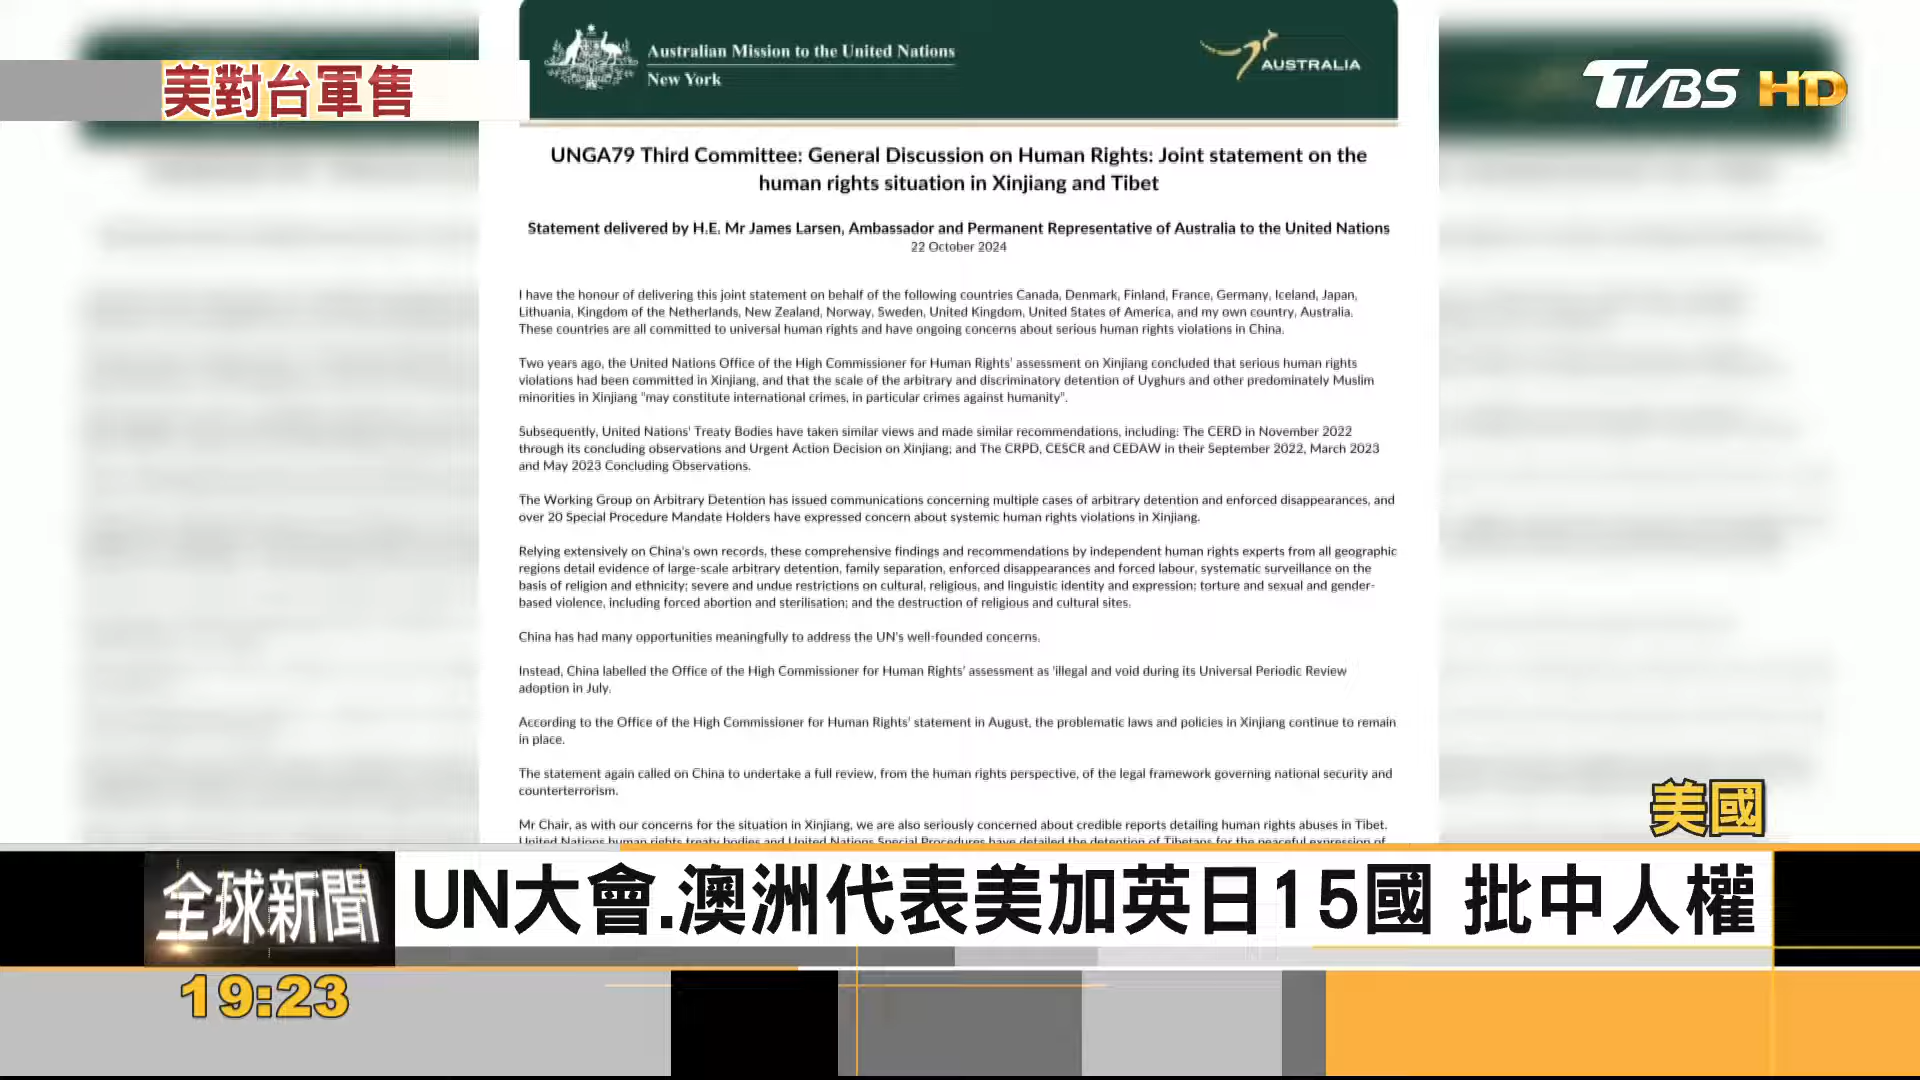 Australian Mission to the United Nations
New York
AUSTRALIA
美對台軍售
TVBS HD
UNGA79 Third Committee: General Discussion on Human Rights: Joint statement on the
human rights situation in Xinjiang and Tibet
Statement delivered by H.E. Mr James Larsen, Ambassador and Permanent Representative of Australia to the United Nations
22 October 2024
I have the honour of delivering this joint statement on behalf of the following countries Canada, Denmark, Finland, France, Germany, Iceland, Japan,
Lithuania, Kingdom of the Netherlands, New Zealand, Norway, Sweden, United Kingdom, United States of America, and my own country, Australia.
These countries are all committed to universal human rights and have ongoing concerns about serious human rights violations in China.
Two years ago, the United Nations Office of the High Commissioner for Human Rights' assessment on Xinjiang concluded that serious human rights
violations had been committed in Xinjiang, and that the scale of the arbitrary and discriminatory detention of Uyghurs and other predominately Muslim
minorities in Xinjiang "may constitute international crimes, in particular crimes against humanity".
Subsequently, United Nations' Treaty Bodies have taken similar views and made similar recommendations, including: The CERD in November 2022
through its concluding observations and Urgent Action Decision on Xinjiang; and The CRPD, CESCR and CEDAW in their September 2022, March 2023
and May 2023 Concluding Observations.
The Working Group on Arbitrary Detention has issued communications concerning multiple cases of arbitrary detention and enforced disappearances, and
over 20 Special Procedure Mandate Holders have expressed concern about systemic human rights violations in Xinjiang.
Relying extensively on China's own records, these comprehensive findings and recommendations by independent human rights experts from all geographic
regions detail evidence of large-scale arbitrary detention, family separation, enforced disappearances and forced labour, systematic surveillance on the
basis of religion and ethnicity; severe and undue restrictions on cultural, religious, and linguistic identity and expression; torture and sexual and gender-
based violence, including forced abortion and sterilisation; and the destruction of religious and cultural sites.
China has had many opportunities meaningfully to address the UN's well-founded concerns.
Instead, China labelled the Office of the High Commissioner for Human Rights' assessment as 'illegal and void during its Universal Periodic Review
adoption in July.
According to the Office of the High Commissioner for Human Rights' statement in August, the problematic laws and policies in Xinjiang continue to remain
in place.
The statement again called on China to undertake a full review, from the human rights perspective, of the legal framework governing national security and
counterterrorism.
Mr Chair, as with our concerns for the situation in Xinjiang, we are also seriously concerned about credible reports detailing human rights abuses in Tibet.
United Nations human rights treaty bodies and United Nations Special Procedures have detailed the detention of Tibetans for the peaceful expression of
美國
全球新聞
UN大會.澳洲代表美加英日15國 批中人權
19:23